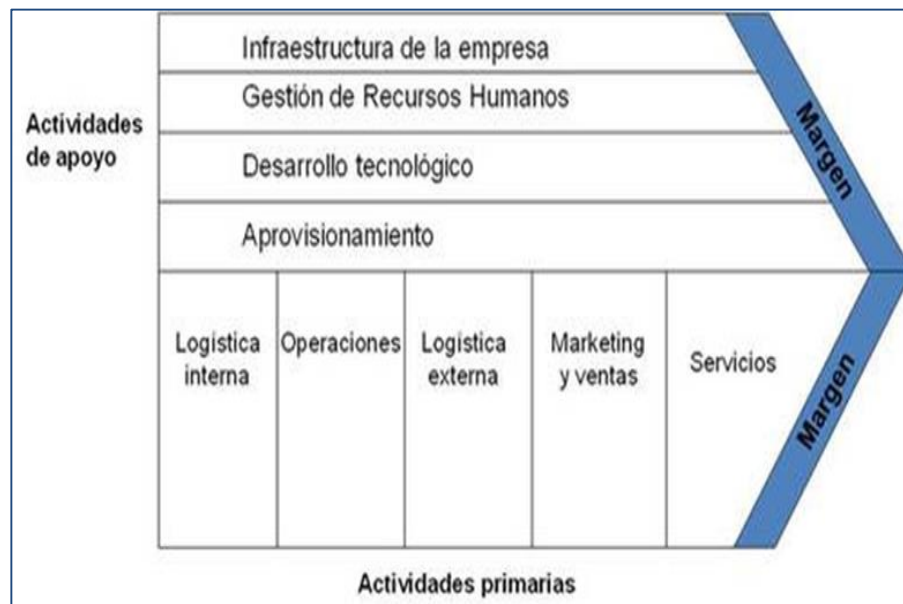 Infraestructura de la empresa
Gestión de Recursos Humanos
Actividades
de apoyo
Desarrollo tecnológico
Aprovisionamiento
Margen
Logística
interna
Operaciones
Logística
externa
Marketing
y ventas
Servicios
Margen
Actividades primarias